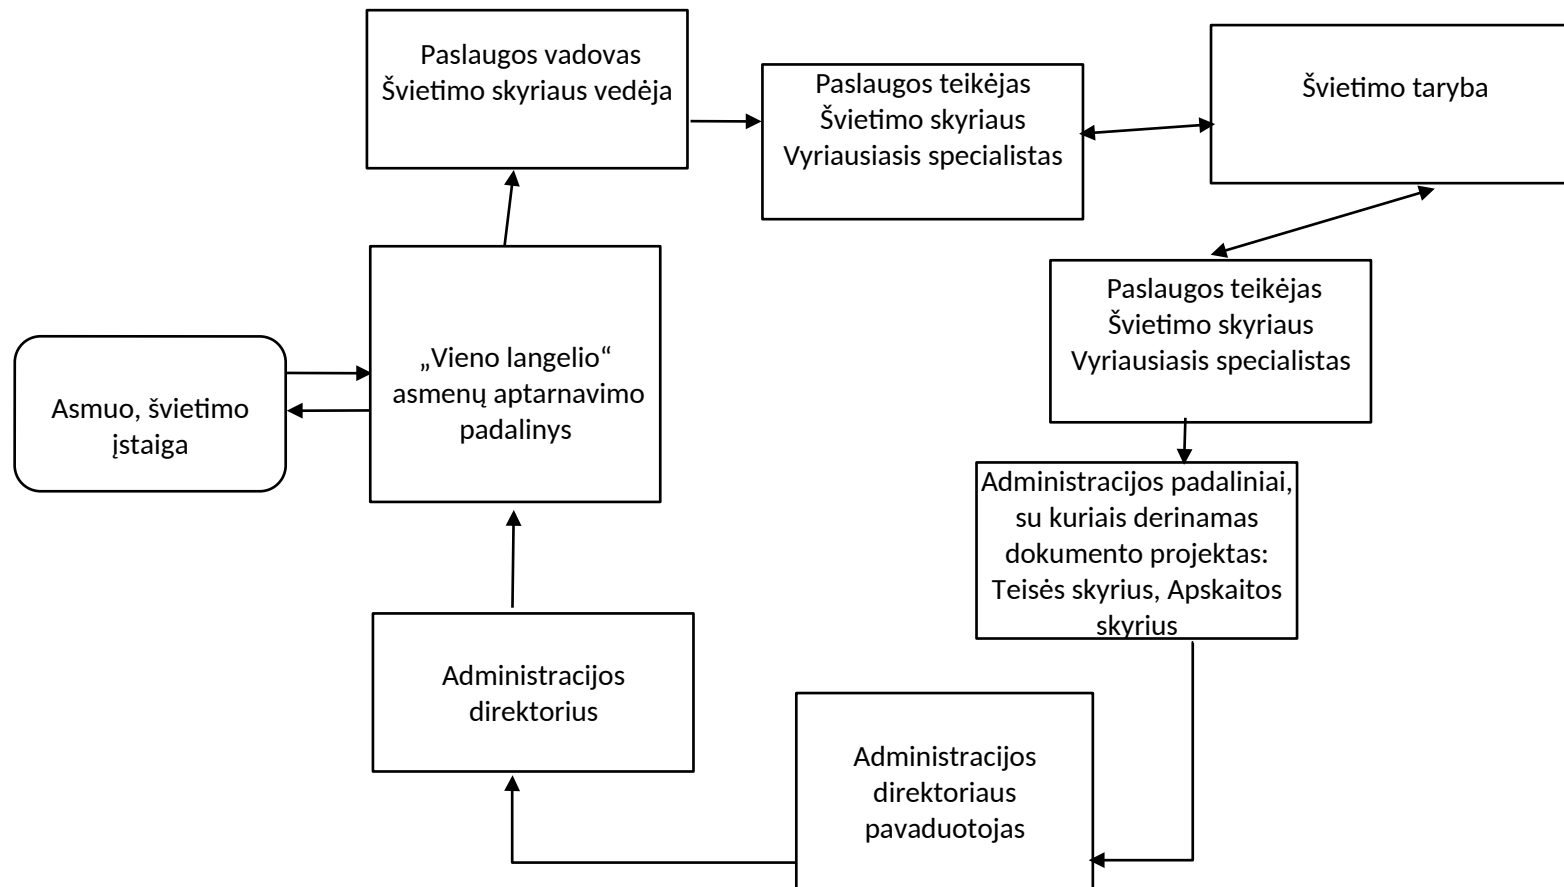 Paslaugos vadovas
Švietimo skyriaus vedėja
Paslaugos teikėjas
Švietimo skyriaus
Vyriausiasis specialistas
Švietimo taryba
Paslaugos teikėjas
Švietimo skyriaus
Vyriausiasis specialistas
„Vieno langelio“
asmenų aptarnavimo
padalinys
Asmuo, švietimo
įstaiga
Administracijos padaliniai,
su kuriais derinamas
dokumento projektas:
Teisės skyrius, Apskaitos
skyrius
Administracijos
direktorius
Administracijos
direktoriaus
pavaduotojas